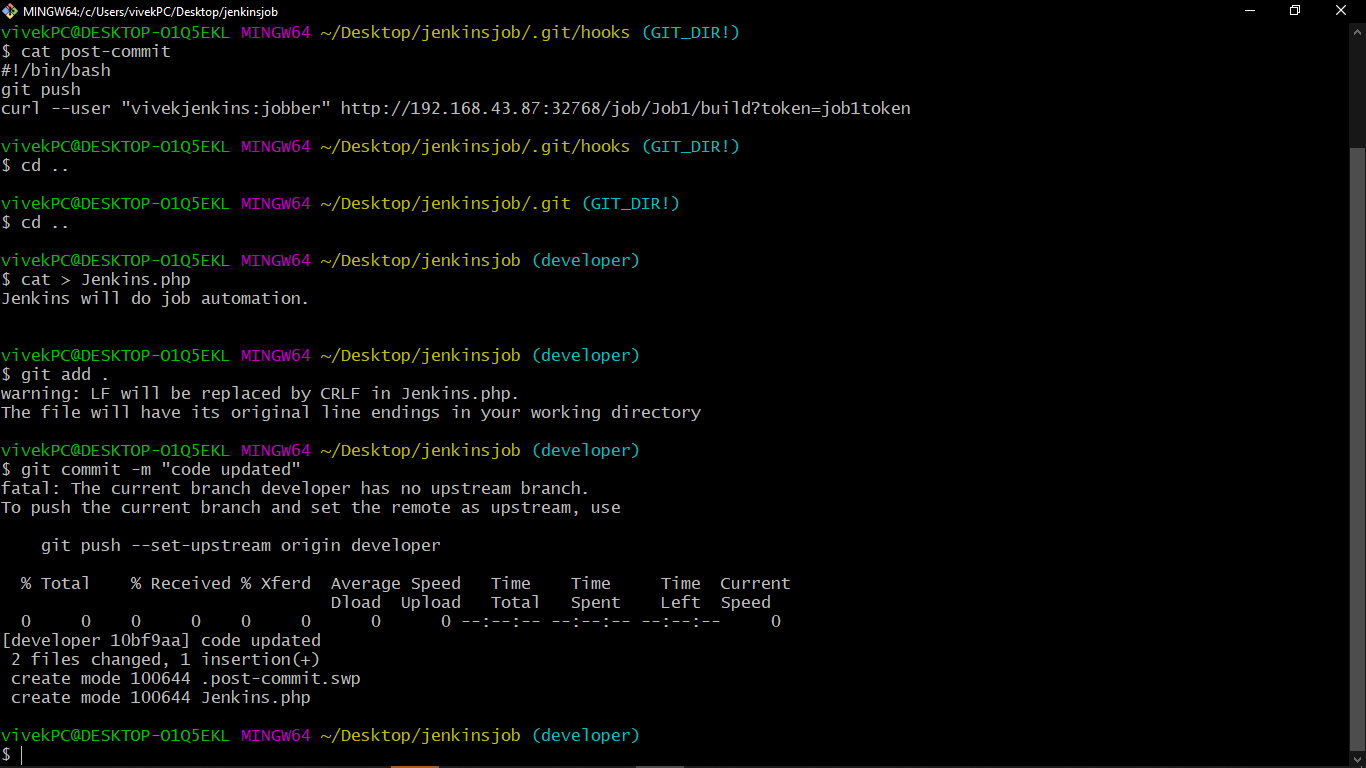 MINGW64:/c/Users/vivekPC/Desktop/jenkinsjob
vivekPC@DESKTOP-O1Q5EKL MINGW64 ~/Desktop/jenkinsjob/.git/hooks (GIT_DIR!)
$ cat post-commit
#!/bin/bash
git push
curl --user "vivekjenkins:jobber" http://192.168.43.87:32768/job/Job1/build?token=job1token
vivekPC@DESKTOP-O1Q5EKL MINGW64 ~/Desktop/jenkinsjob/.git/hooks (GIT_DIR!)
$ cd ..
vivekPC@DESKTOP-O1Q5EKL MINGW64 ~/Desktop/jenkinsjob/.git (GIT_DIR!)
$ cd ..
vivekPC@DESKTOP-O1Q5EKL MINGW64 ~/Desktop/jenkinsjob (developer)
$ cat > Jenkins.php
Jenkins will do job automation.
vivekPC@DESKTOP-O1Q5EKL MINGW64 ~/Desktop/jenkinsjob (developer)
$ git add .
warning: LF will be replaced by CRLF in Jenkins.php.
The file will have its original line endings in your working directory
vivekPC@DESKTOP-O1Q5EKL MINGW64 ~/Desktop/jenkinsjob (developer)
$ git commit -m "code updated"
fatal: The current branch developer has no upstream branch.
To push the current branch and set the remote as upstream, use
    git push --set-upstream origin developer
  % Total    % Received % Xferd  Average Speed   Time    Time     Time  Current
                                 Dload  Upload   Total   Spent    Left  Speed
  0     0    0     0    0     0      0      0 --:--:-- --:--:-- --:--:--     0
[developer 10bf9aa] code updated
 2 files changed, 1 insertion(+)
 create mode 100644 .post-commit.swp
 create mode 100644 Jenkins.php
vivekPC@DESKTOP-O1Q5EKL MINGW64 ~/Desktop/jenkinsjob (developer)
$